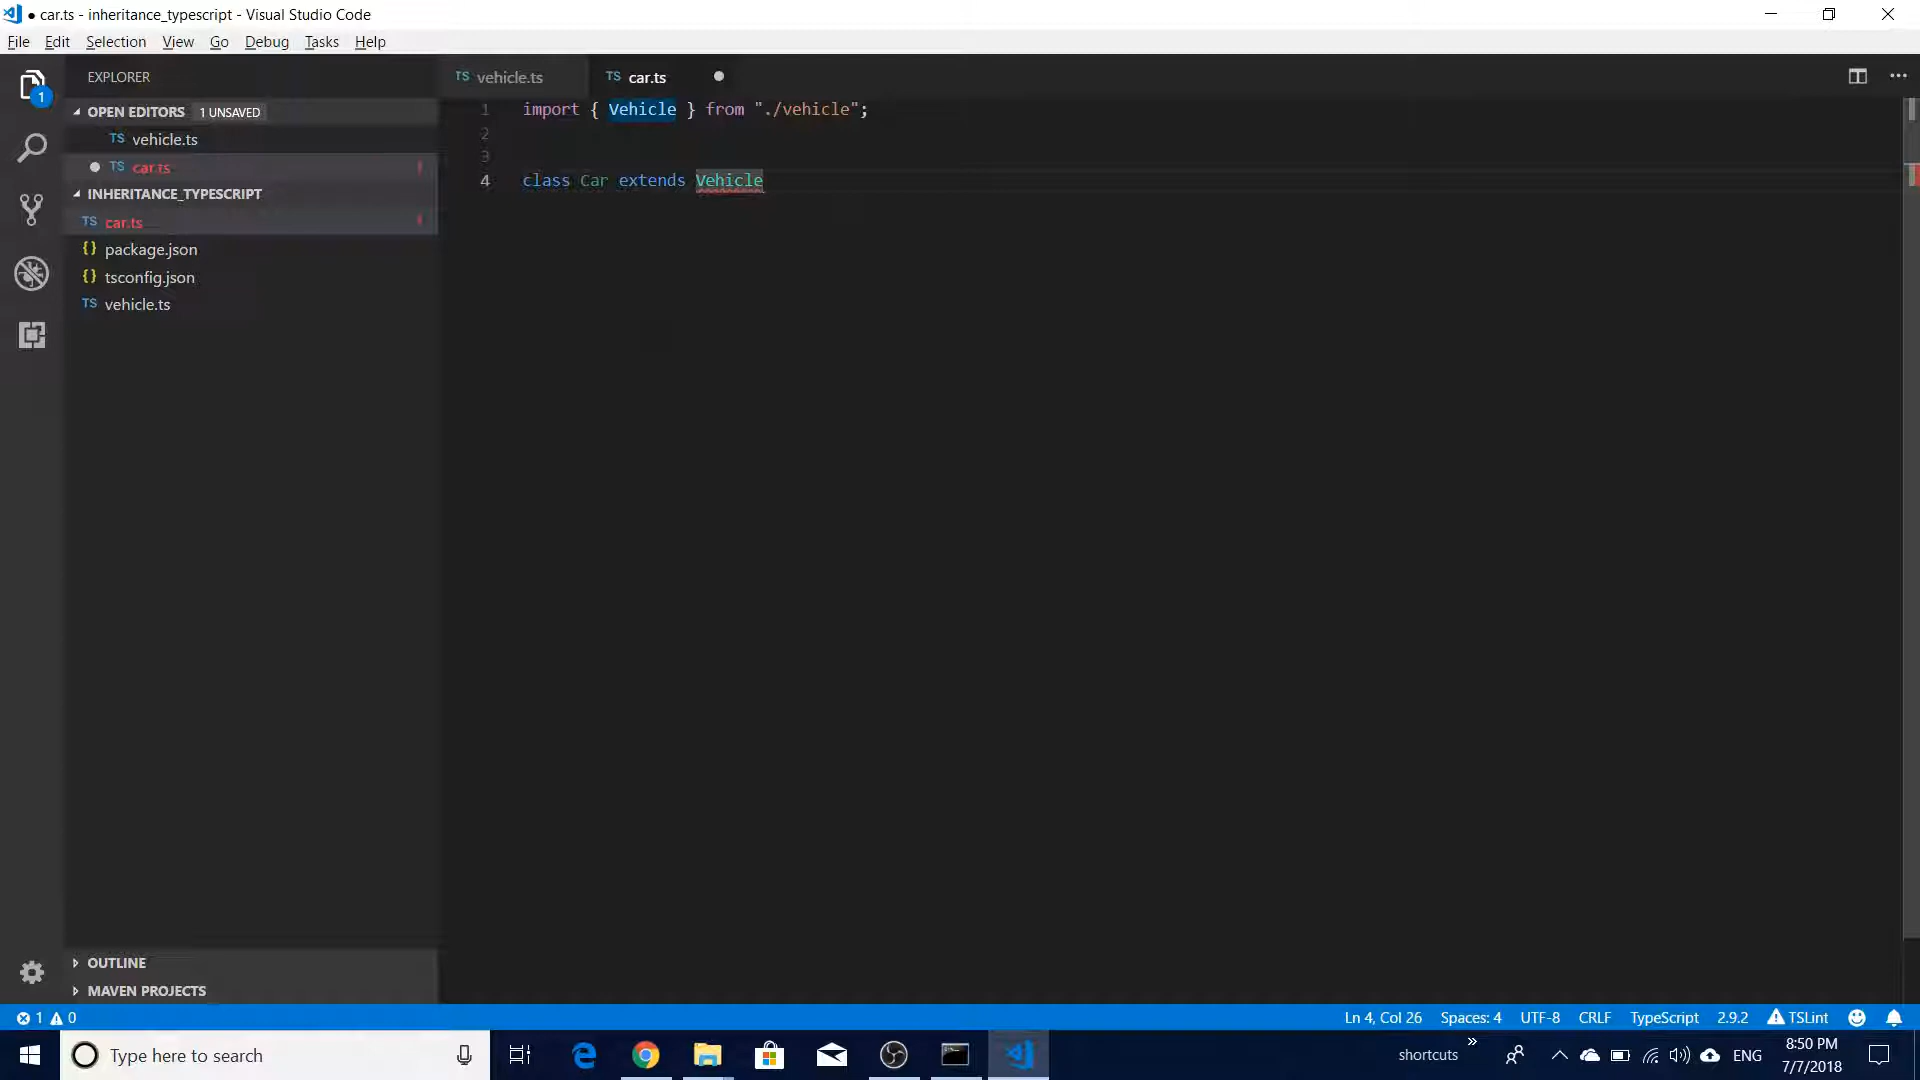 car.ts - inheritance_typescript - Visual Studio Code
File Edit Selection View Go Debug Tasks Help
EXPLORER
TS vehicle.ts
TS car.ts
OPEN EDITORS 1 UNSAVED
TS vehicle.ts
TS car.ts
INHERITANCE_TYPESCRIPT
TS car.ts
{} package.json
{} tsconfig.json
TS vehicle.ts
1 import { Vehicle } from "./vehicle";
2
3
4 class Car extends Vehicle
1
OUTLINE
MAVEN PROJECTS
1 0
Ln 4, Col 26 Spaces: 4 UTF-8 CRLF TypeScript 2.9.2 TSLint
Type here to search
shortcuts » ENG
8:50 PM
7/7/2018